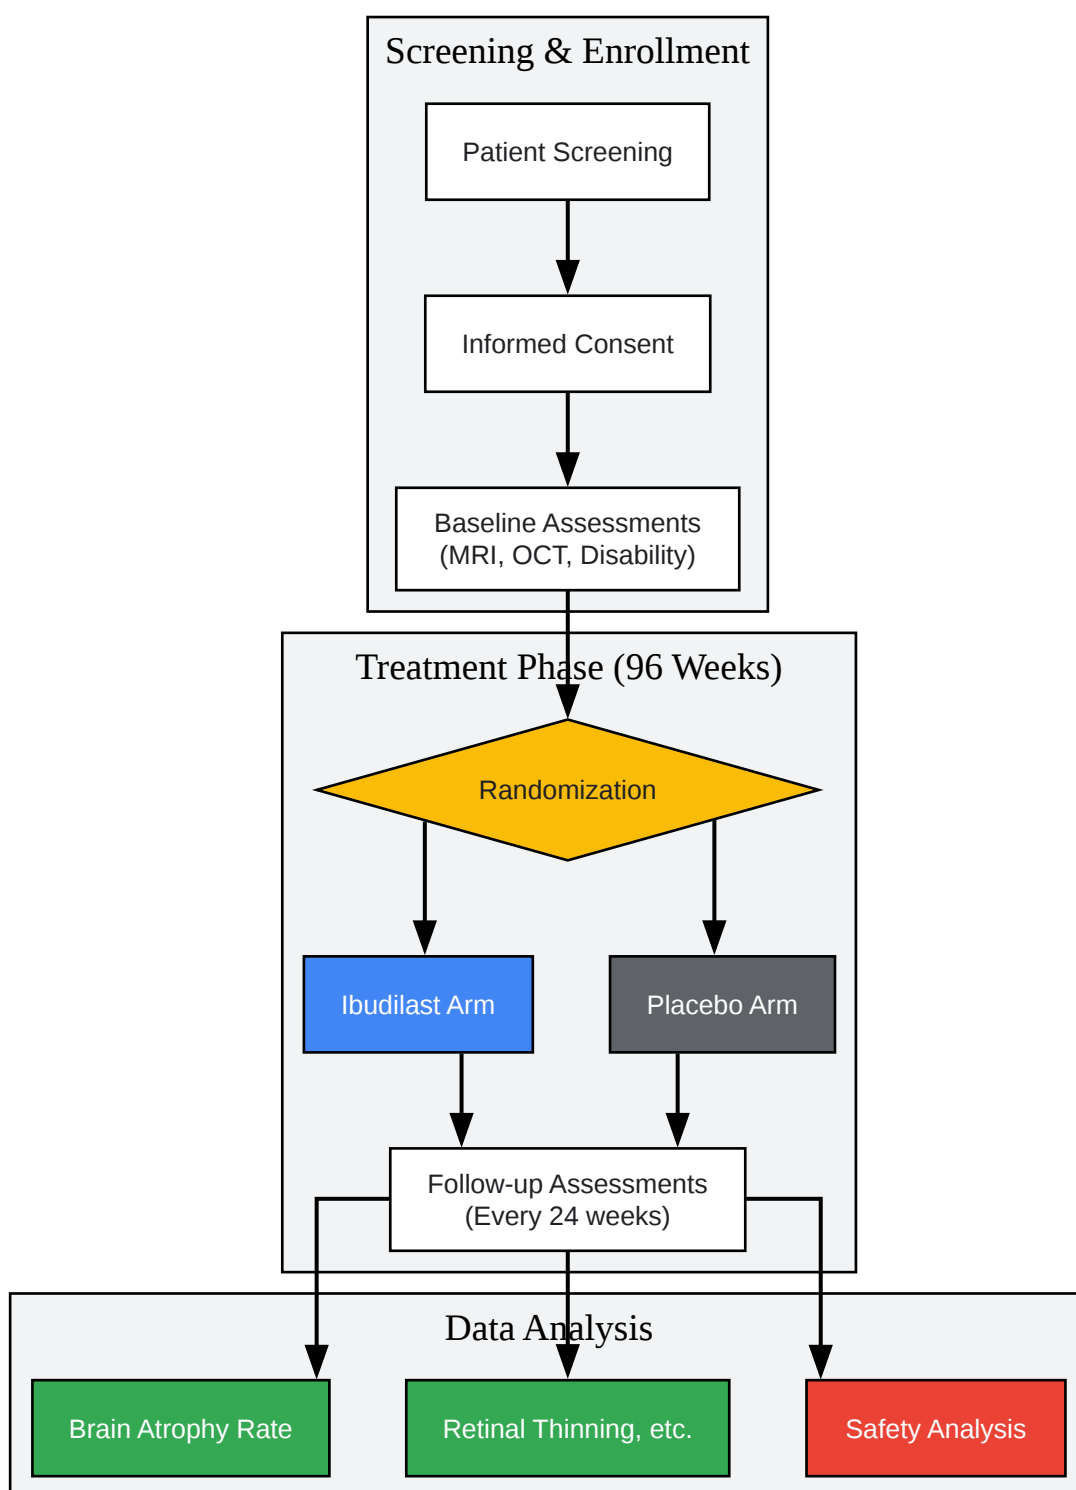 Screening & Enrollment
Patient Screening
Informed Consent
Baseline Assessments
(MRI, OCT, Disability)
Treatment Phase (96 Weeks)
Randomization
Ibudilast Arm
Placebo Arm
Follow-up Assessments
(Every 24 weeks)
Data Analysis
Brain Atrophy Rate
Retinal Thinning, etc.
Safety Analysis